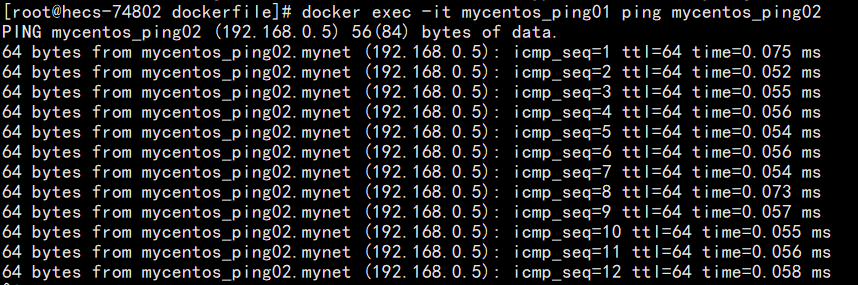 [root@hecs-74802 dockerfile]# docker exec -it mycentos_ping01 ping mycentos_ping02
PING mycentos_ping02 (192.168.0.5) 56(84) bytes of data.
64 bytes from mycentos_ping02.mynet (192.168.0.5): icmp_seq=1 ttl=64 time=0.075 ms
64 bytes from mycentos_ping02.mynet (192.168.0.5): icmp_seq=2 ttl=64 time=0.052 ms
64 bytes from mycentos_ping02.mynet (192.168.0.5): icmp_seq=3 ttl=64 time=0.055 ms
64 bytes from mycentos_ping02.mynet (192.168.0.5): icmp_seq=4 ttl=64 time=0.056 ms
64 bytes from mycentos_ping02.mynet (192.168.0.5): icmp_seq=5 ttl=64 time=0.054 ms
64 bytes from mycentos_ping02.mynet (192.168.0.5): icmp_seq=6 ttl=64 time=0.056 ms
64 bytes from mycentos_ping02.mynet (192.168.0.5): icmp_seq=7 ttl=64 time=0.054 ms
64 bytes from mycentos_ping02.mynet (192.168.0.5): icmp_seq=8 ttl=64 time=0.073 ms
64 bytes from mycentos_ping02.mynet (192.168.0.5): icmp_seq=9 ttl=64 time=0.057 ms
64 bytes from mycentos_ping02.mynet (192.168.0.5): icmp_seq=10 ttl=64 time=0.055 ms
64 bytes from mycentos_ping02.mynet (192.168.0.5): icmp_seq=11 ttl=64 time=0.056 ms
64 bytes from mycentos_ping02.mynet (192.168.0.5): icmp_seq=12 ttl=64 time=0.058 ms